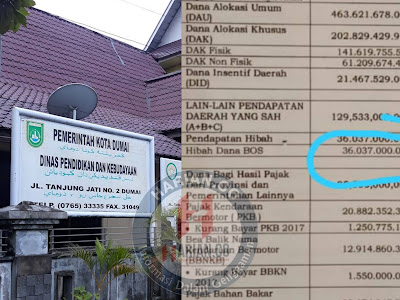 PEMERINTAH KOTA DUMAI
DINAS PENDIDIKAN DAN KEBUDAYAAN
JL. TANJUNG JATI NO. 2 DUMAI
TELP. (0765) 33335 FAX. 31049
Dana Alokasi Umum
(DAU) 463.621.678.0
Dana Alokasi Khusus
(DAK) 202.829.429.9
DAK Fisik 141.619.755.5
DAK Non Fisik 61.209.674.4
Dana Insentif Daerah
(DID) 21.467.529.0
LAIN-LAIN PENDAPATAN
DAERAH YANG SAH
(A+B+C) 129,533,000.0
Pendapatan Hibah 36.037.000.0
Hibah Dana BOS 36.037.000.0
Dana Bagi Hasil Pajak
Dari Provinsi dan
Pemerintah Lainnya
Pajak Kendaraan
Bermotor ( PKB) 20.882.352.3
Kurang Bayar PKB 2017 1.250.775.1
Bea Balik Nama
Kendaraan Bermotor
(BBNKB) 12.914.860.3
Kurang Bayar BBKN
2017 1.550.000.0
Pajak Bahan Bakar